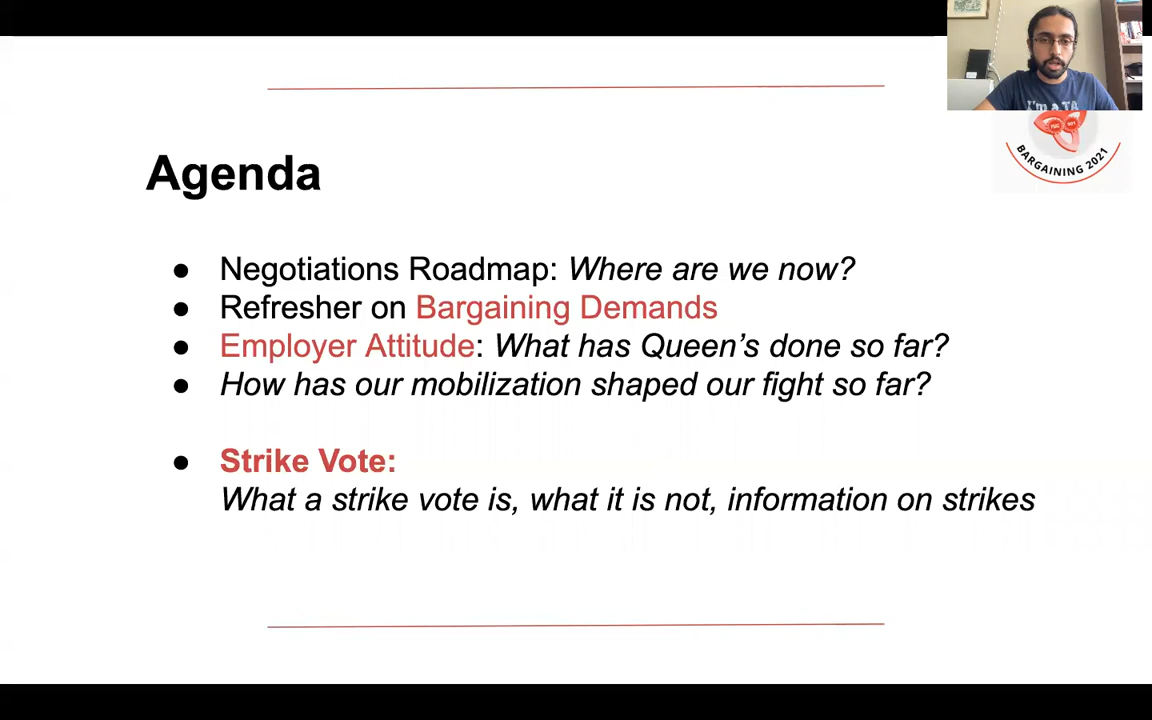 I'M A TA
BARGAINING 2021
Agenda
● Negotiations Roadmap: Where are we now?
● Refresher on Bargaining Demands
● Employer Attitude: What has Queen’s done so far?
● How has our mobilization shaped our fight so far?
● Strike Vote:
What a strike vote is, what it is not, information on strikes